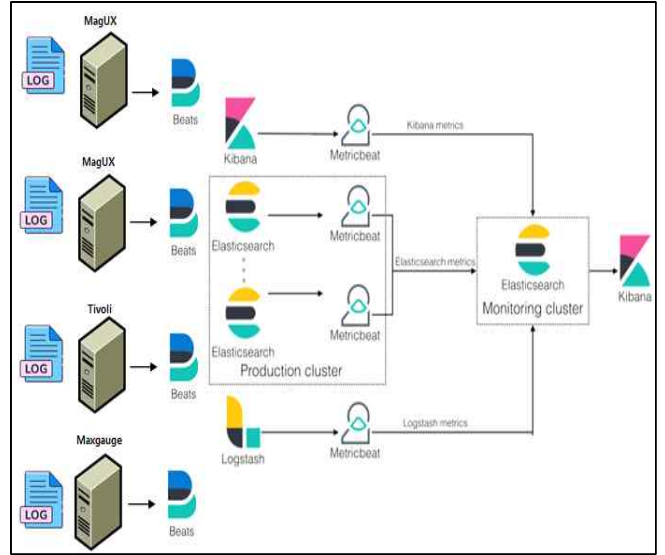 MagUX
LOG
Beats
MagUX
LOG
Beats
Tivoli
LOG
Beats
Maxgauge
LOG
Beats
Kibana
Metricbeat
Kibana metrics
Elasticsearch
Metricbeat
Elasticsearch
Metricbeat
Production cluster
Elasticsearch metrics
Elasticsearch
Monitoring cluster
Kibana
Logstash
Metricbeat
Logstash metrics